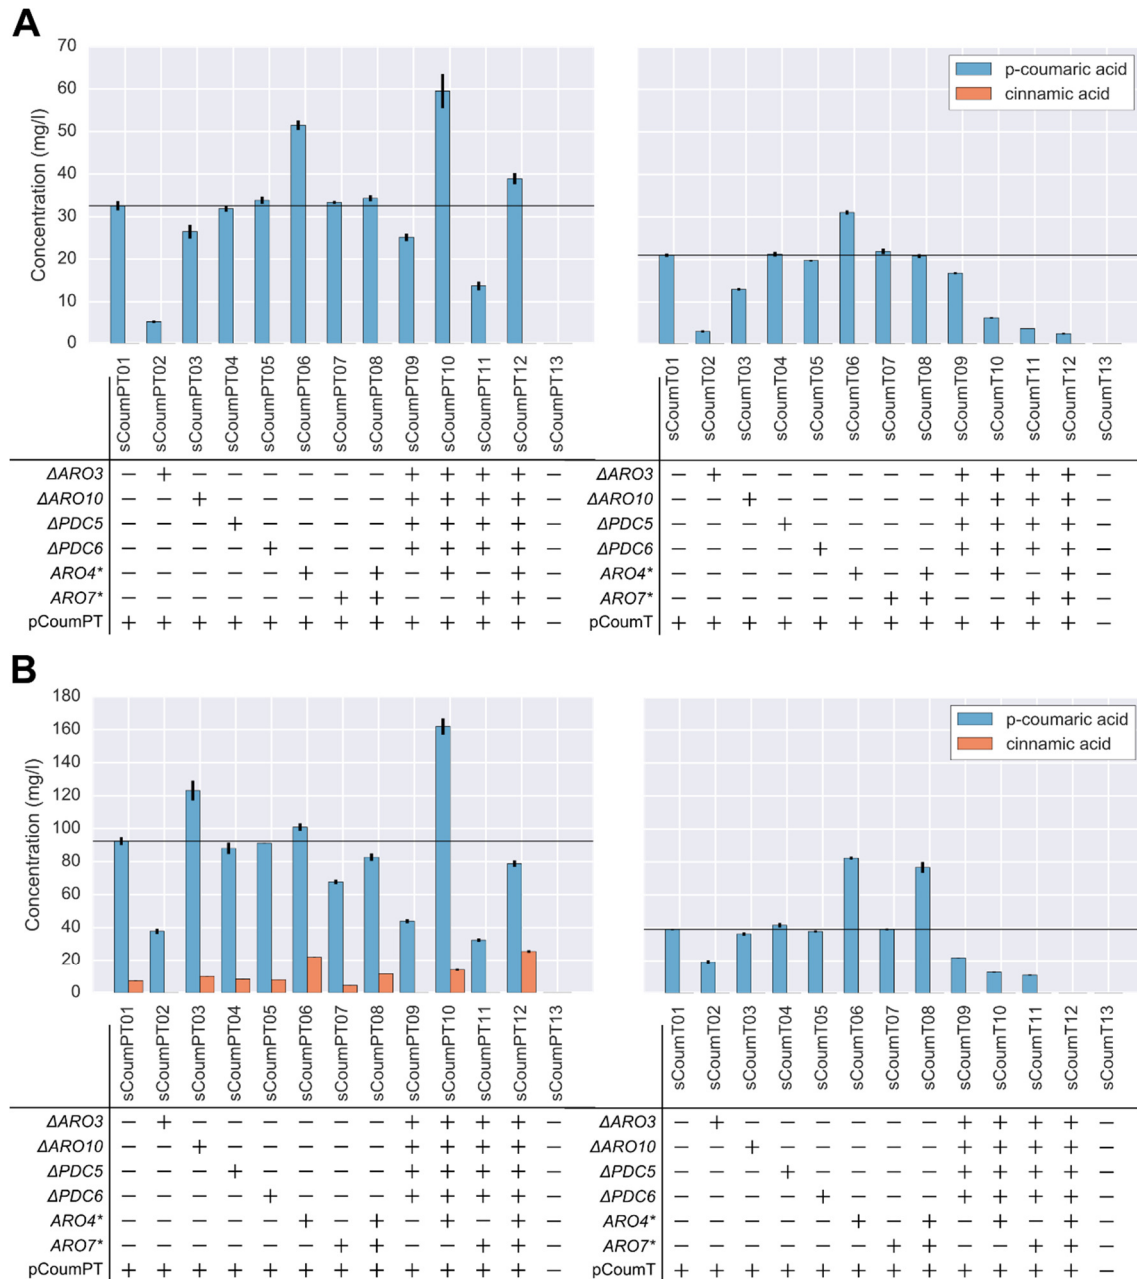 A
70
60
50
40
30
20
10
0
Concentration (mg/l)
p-coumaric acid
cinnamic acid
sCoumPT01 sCoumPT02 sCoumPT03 sCoumPT04 sCoumPT05 sCoumPT06 sCoumPT07 sCoumPT08 sCoumPT09 sCoumPT10 sCoumPT11 sCoumPT12 sCoumPT13
sCoumT01 sCoumT02 sCoumT03 sCoumT04 sCoumT05 sCoumT06 sCoumT07 sCoumT08 sCoumT09 sCoumT10 sCoumT11 sCoumT12 sCoumT13
ΔARO3 − + − − − − − − + + + + − ΔARO3 − + − − − − − − + + + + −
ΔARO10 − − + − − − − − + + + + − ΔARO10 − − + − − − − − + + + + −
ΔPDC5 − − − + − − − − + + + + − ΔPDC5 − − − + − − − − + + + + −
ΔPDC6 − − − − + − − − + + + + − ΔPDC6 − − − − + − − − + + + + −
ARO4* − − − − − + − + − + − + − ARO4* − − − − − + − + − + − + −
ARO7* − − − − − − + + − − + + − ARO7* − − − − − − + + − − + + −
pCoumPT + + + + + + + + + + + + − pCoumT + + + + + + + + + + + + −
B
180
160
140
120
100
80
60
40
20
0
Concentration (mg/l)
p-coumaric acid
cinnamic acid
sCoumPT01 sCoumPT02 sCoumPT03 sCoumPT04 sCoumPT05 sCoumPT06 sCoumPT07 sCoumPT08 sCoumPT09 sCoumPT10 sCoumPT11 sCoumPT12 sCoumPT13
sCoumT01 sCoumT02 sCoumT03 sCoumT04 sCoumT05 sCoumT06 sCoumT07 sCoumT08 sCoumT09 sCoumT10 sCoumT11 sCoumT12 sCoumT13
ΔARO3 − + − − − − − − + + + + − ΔARO3 − + − − − − − − + + + + −
ΔARO10 − − + − − − − − + + + + − ΔARO10 − − + − − − − − + + + + −
ΔPDC5 − − − + − − − − + + + + − ΔPDC5 − − − + − − − − + + + + −
ΔPDC6 − − − − + − − − + + + + − ΔPDC6 − − − − + − − − + + + + −
ARO4* − − − − − + − + − + − + − ARO4* − − − − − + − + − + − + −
ARO7* − − − − − − + + − − + + − ARO7* − − − − − − + + − − + + −
pCoumPT + + + + + + + + + + + + − pCoumT + + + + + + + + + + + + −